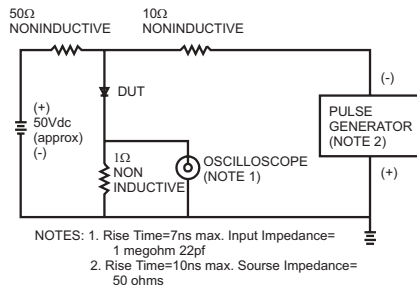 50Ω
NONINDUCTIVE
10Ω
NONINDUCTIVE
(+)
50Vdc
(approx)
(-)
DUT
1Ω
NON
INDUCTIVE
OSCILLOSCOPE
(NOTE 1)
(-)
PULSE
GENERATOR
(NOTE 2)
(+)
NOTES: 1. Rise Time=7ns max. Input Impedance=
1 megohm 22pf
2. Rise Time=10ns max. Sourse Impedance=
50 ohms